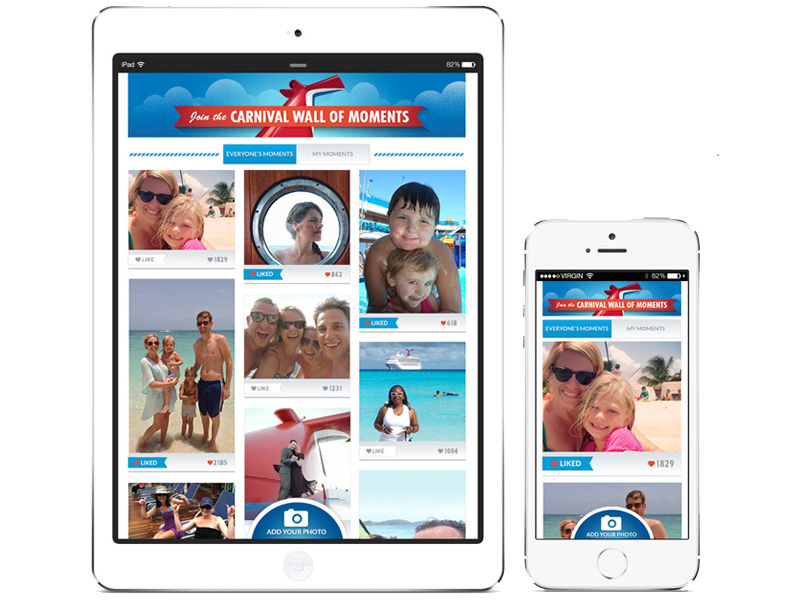 iPad 82%
Join the CARNIVAL WALL OF MOMENTS
EVERYONE'S MOMENTS MY MOMENTS
LIKE 1829
LIKED 842
LIKED 618
LIKE 1231
LIKE 1004
LIKED 2185
ADD YOUR PHOTO
VIRGIN 82%
Join the CARNIVAL WALL OF MOMENTS
EVERYONE'S MOMENTS MY MOMENTS
LIKED 1829
ADD YOUR PHOTO